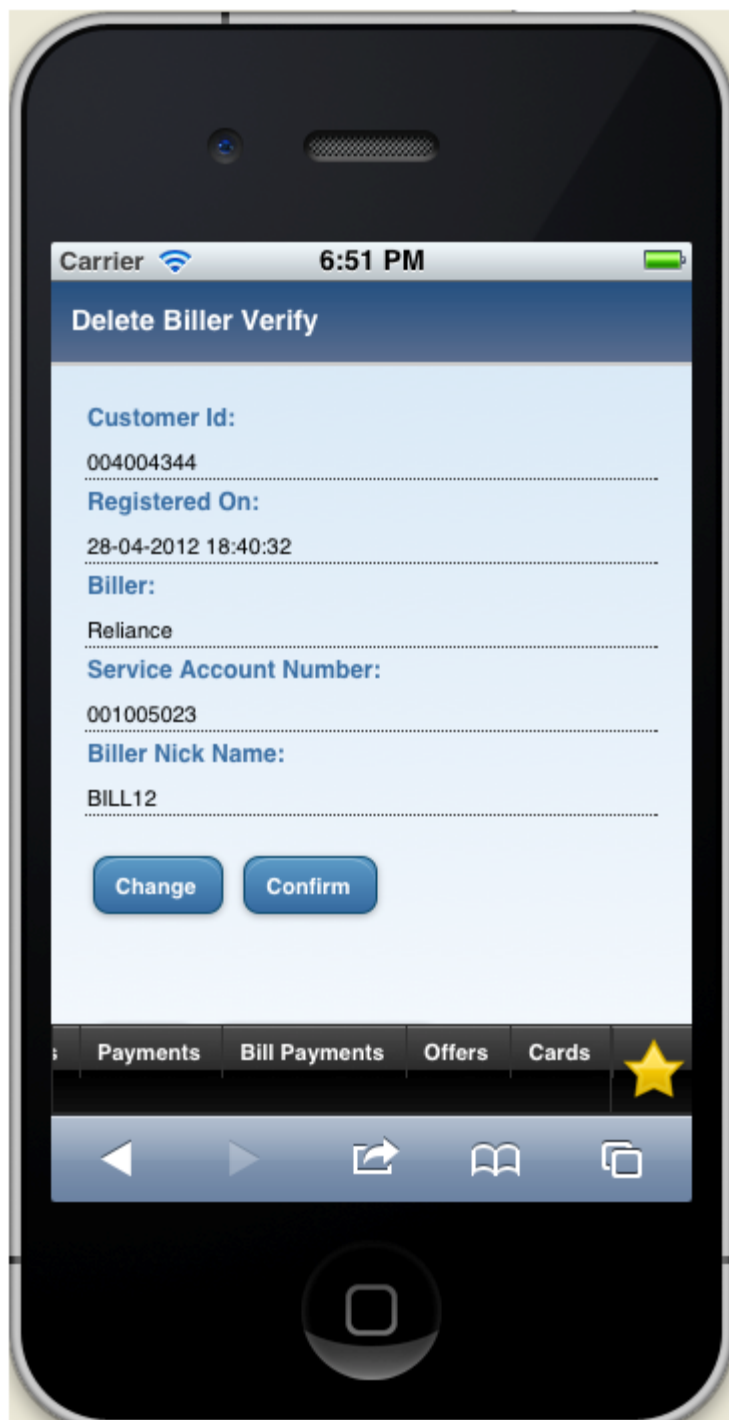 Carrier 6:51 PM
Delete Biller Verify
Customer Id:
004004344
Registered On:
28-04-2012 18:40:32
Biller:
Reliance
Service Account Number:
001005023
Biller Nick Name:
BILL12
Change Confirm
s Payments Bill Payments Offers Cards